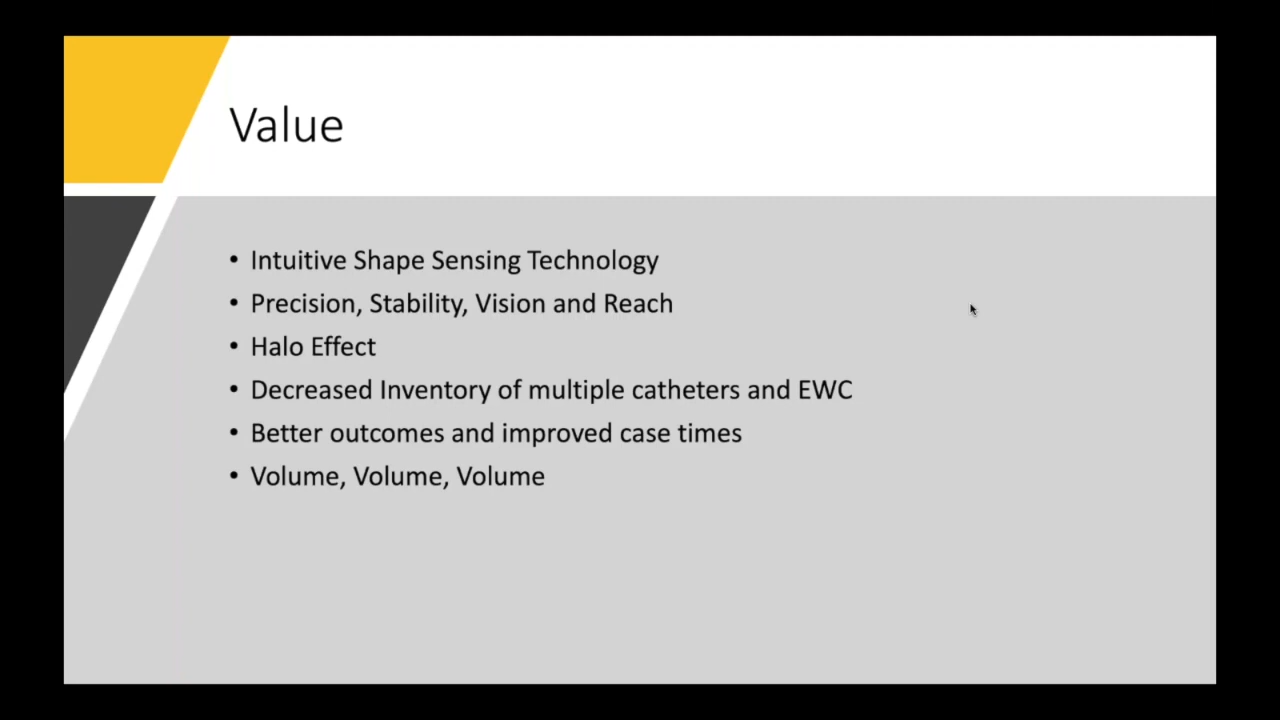 Value
• Intuitive Shape Sensing Technology
• Precision, Stability, Vision and Reach
• Halo Effect
• Decreased Inventory of multiple catheters and EWC
• Better outcomes and improved case times
• Volume, Volume, Volume